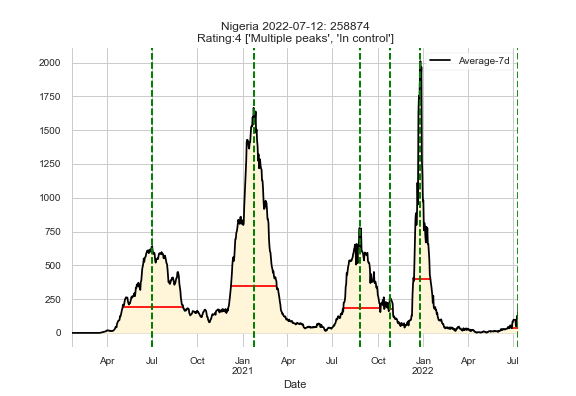 Nigeria 2022-07-12: 258874
Rating:4 ['Multiple peaks', 'In control']
Average-7d
2000
1750
1500
1250
1000
750
500
250
0
Apr Jul Oct Jan Apr Jul Oct Jan Apr Jul
2021 2022
Date